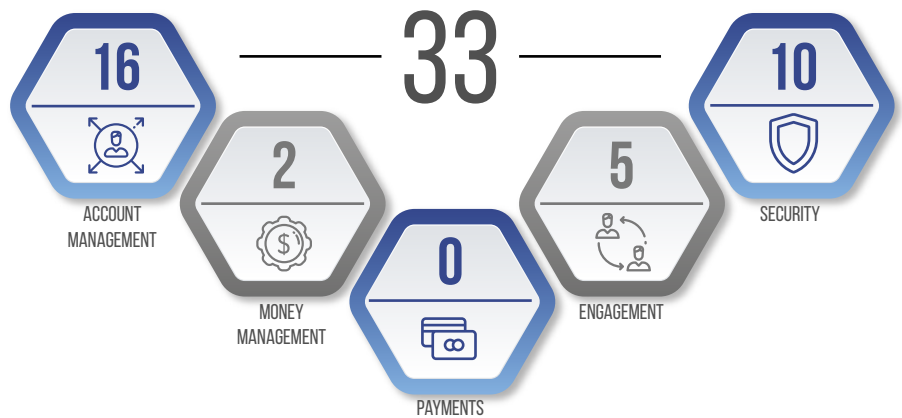 33
16
ACCOUNT
MANAGEMENT
2
$
MONEY
MANAGEMENT
0
PAYMENTS
5
ENGAGEMENT
10
SECURITY